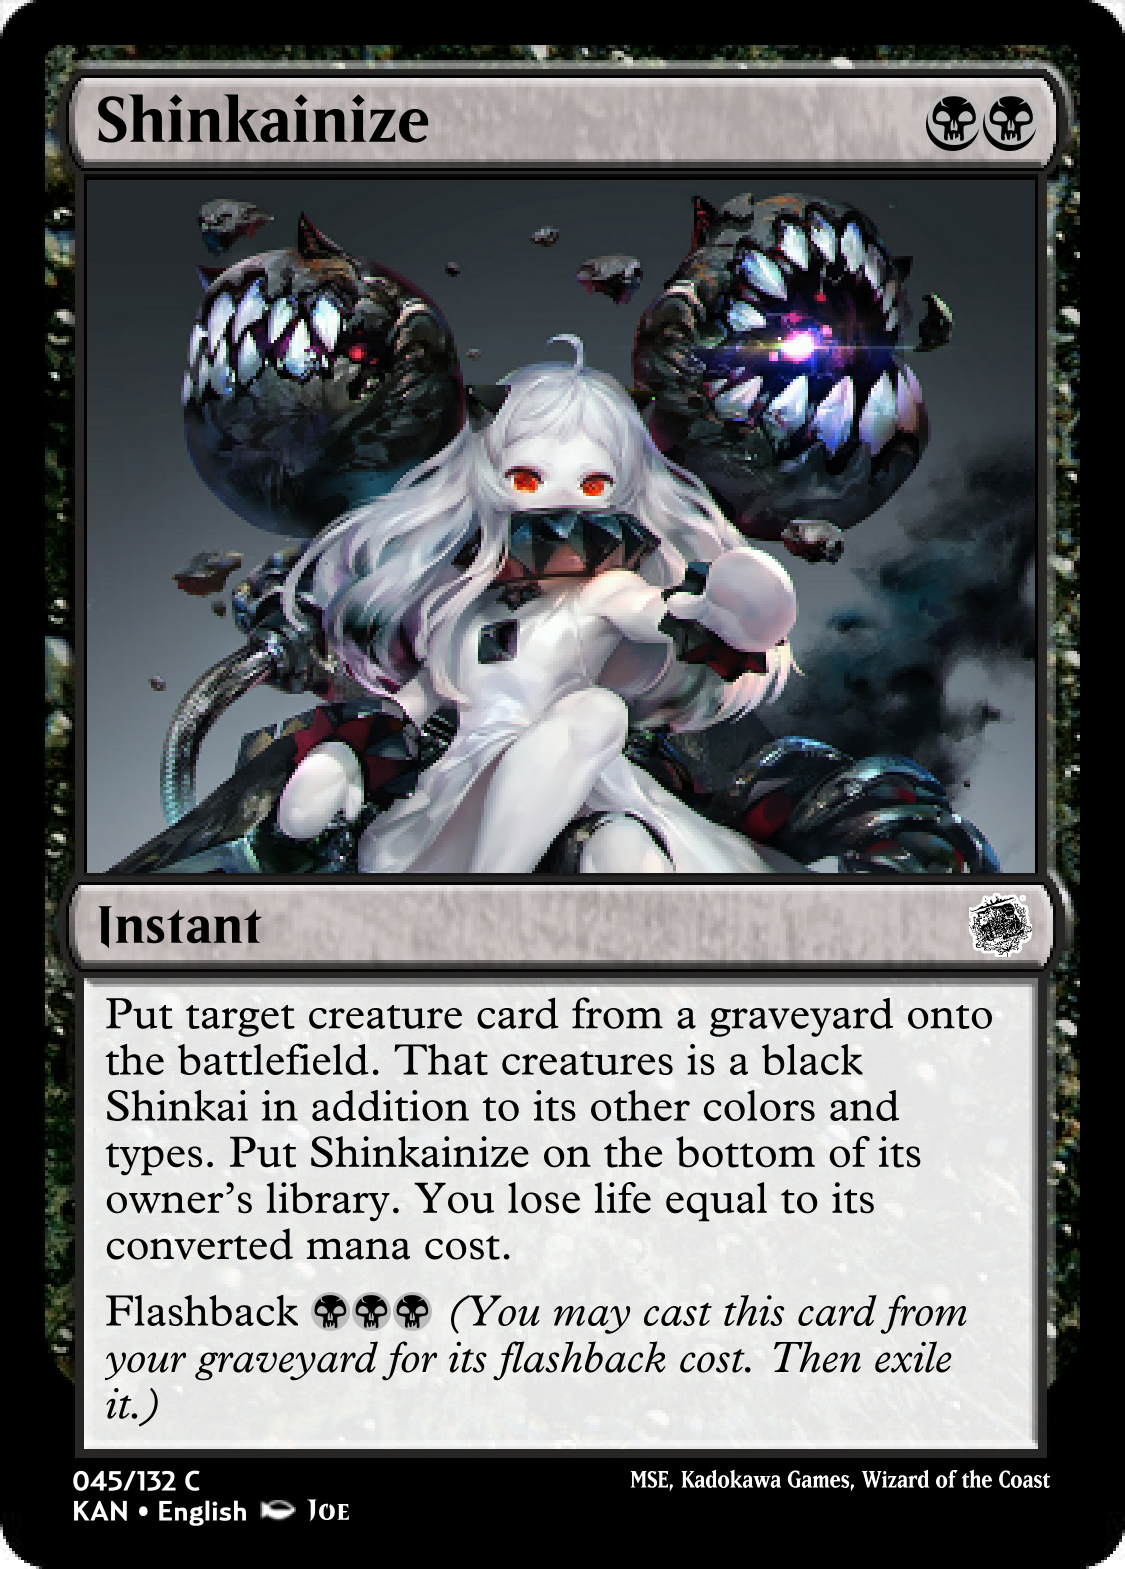 Shinkainize
Instant
Put target creature card from a graveyard onto
the battlefield. That creatures is a black
Shinkai in addition to its other colors and
types. Put Shinkainize on the bottom of its
owner's library. You lose life equal to its
converted mana cost.
Flashback (You may cast this card from
your graveyard for its flashback cost. Then exile
it.)
045/132 C
KAN • English Joe
MSE, Kadokawa Games, Wizard of the Coast